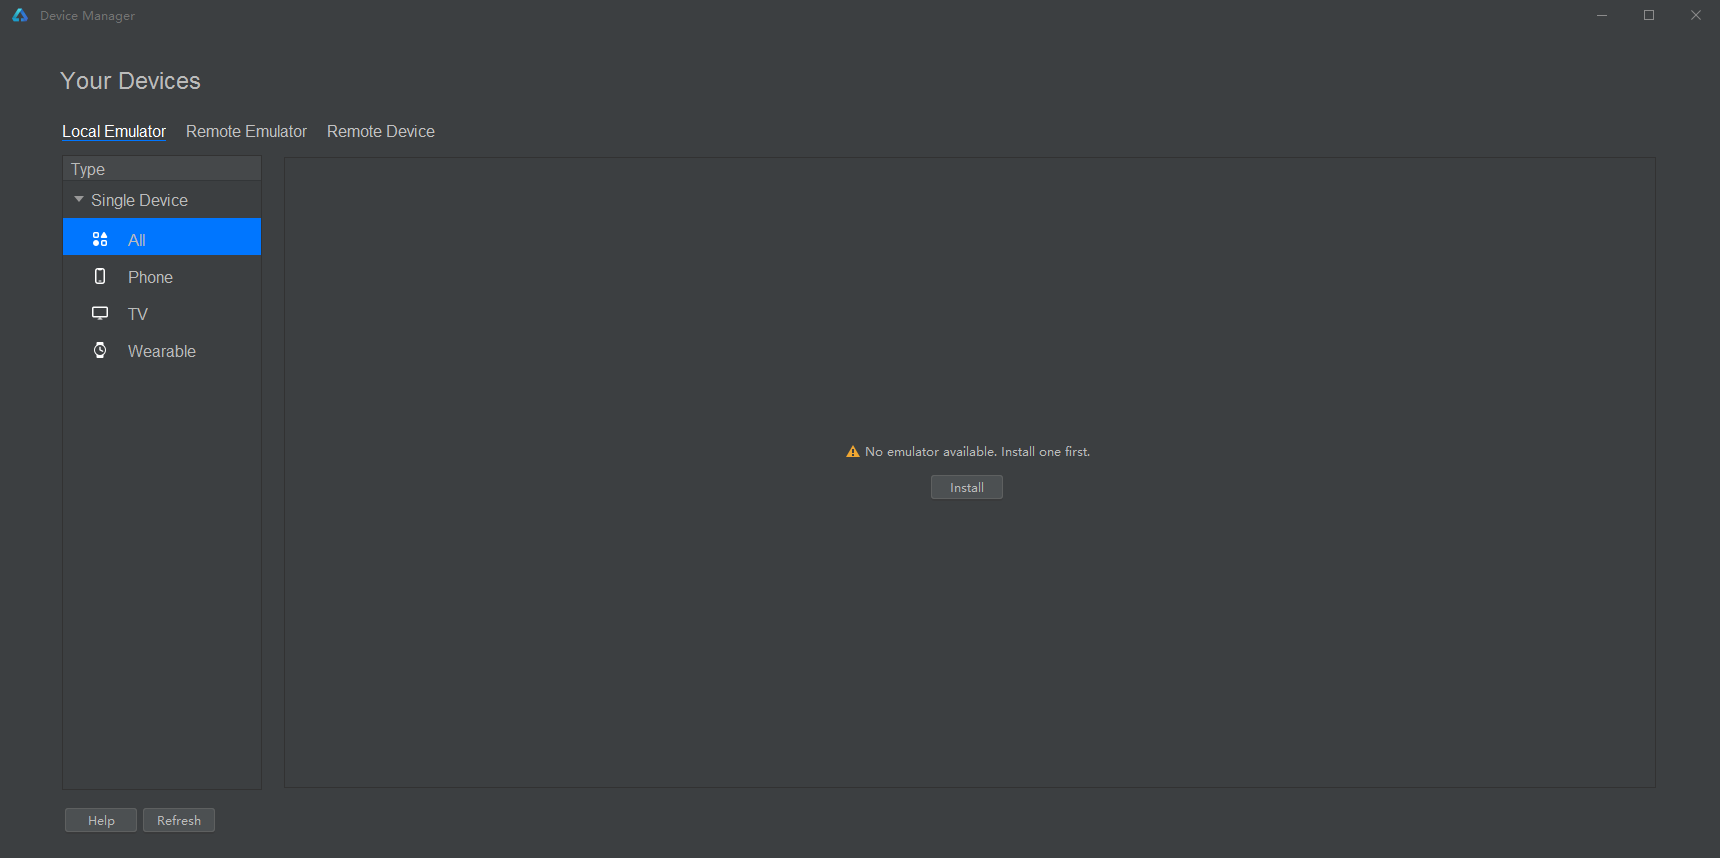 Device Manager
Your Devices
Local Emulator Remote Emulator Remote Device
Type
Single Device
All
Phone
TV
Wearable
No emulator available. Install one first.
Install
Help Refresh